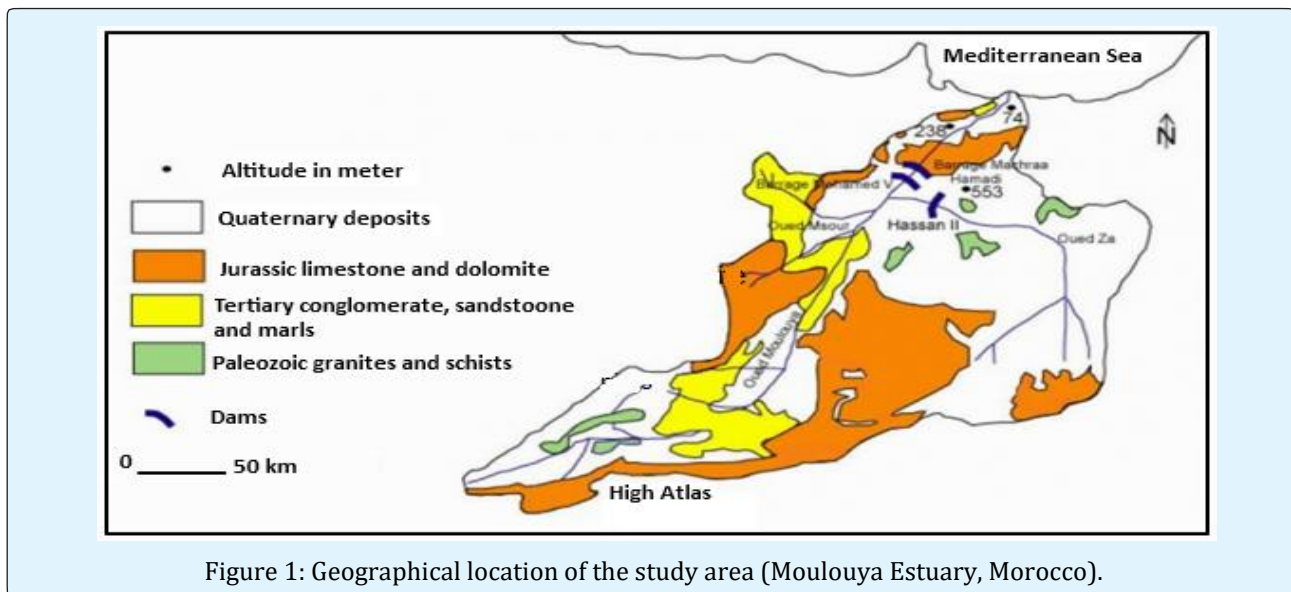 Mediterranean Sea
N
74
238
Barrage Machraa
Hamadi
Barrage Mohamed V
553
Oued Msour
Hassan II
Oued Za
Oued Moulouya
High Atlas
Altitude in meter
Quaternary deposits
Jurassic limestone and dolomite
Tertiary conglomerate, sandstoone
and marls
Paleozoic granites and schists
Dams
0 50 km
Figure 1: Geographical location of the study area (Moulouya Estuary, Morocco).